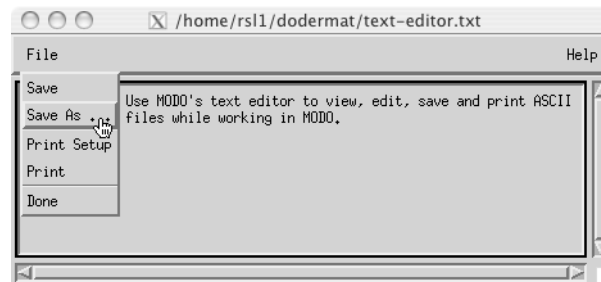 X /home/rsl1/dodermat/text-editor.txt
File Help
Save
Save As ...
Print Setup
Print
Done
Use MODO's text editor to view, edit, save and print ASCII
files while working in MODO.